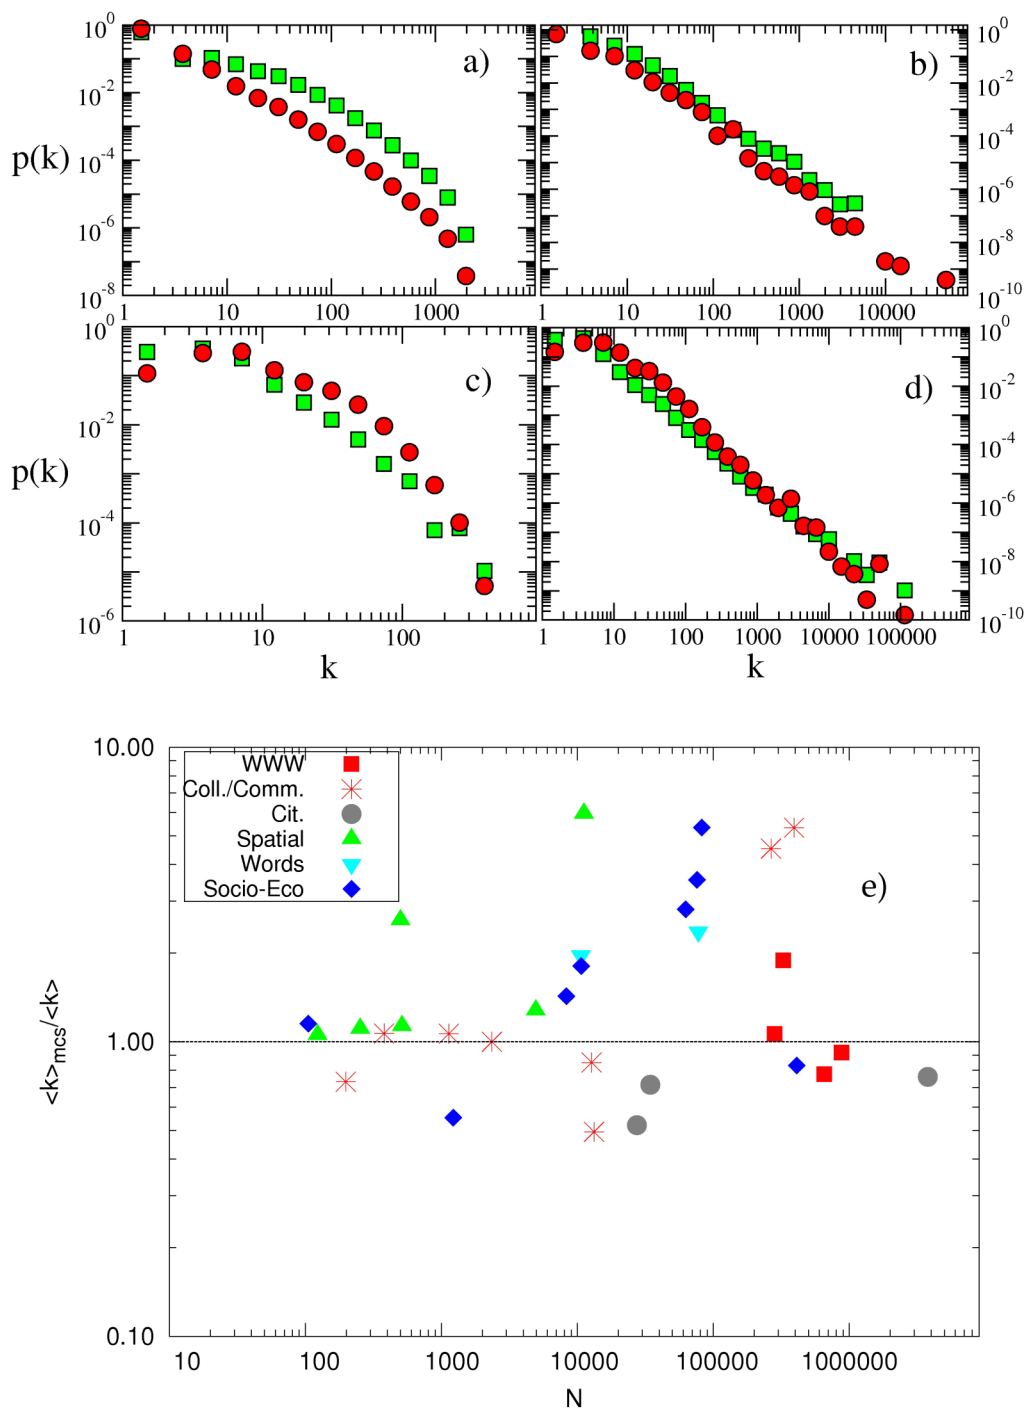 10^0
10^-2
10^-4
10^-6
10^-8
p(k)
a)
1 10 100 1000
10^0
10^-2
10^-4
10^-6
10^-8
10^-10
b)
1 10 100 1000 10000
10^0
10^-2
10^-4
10^-6
p(k)
c)
1 10 100
k
10^0
10^-2
10^-4
10^-6
10^-8
10^-10
d)
1 10 100 1000 10000 100000
k
10.00
1.00
0.10
<k>mcs/<k>
WWW
Coll./Comm.
Cit.
Spatial
Words
Socio-Eco
e)
10 100 1000 10000 100000 1000000
N